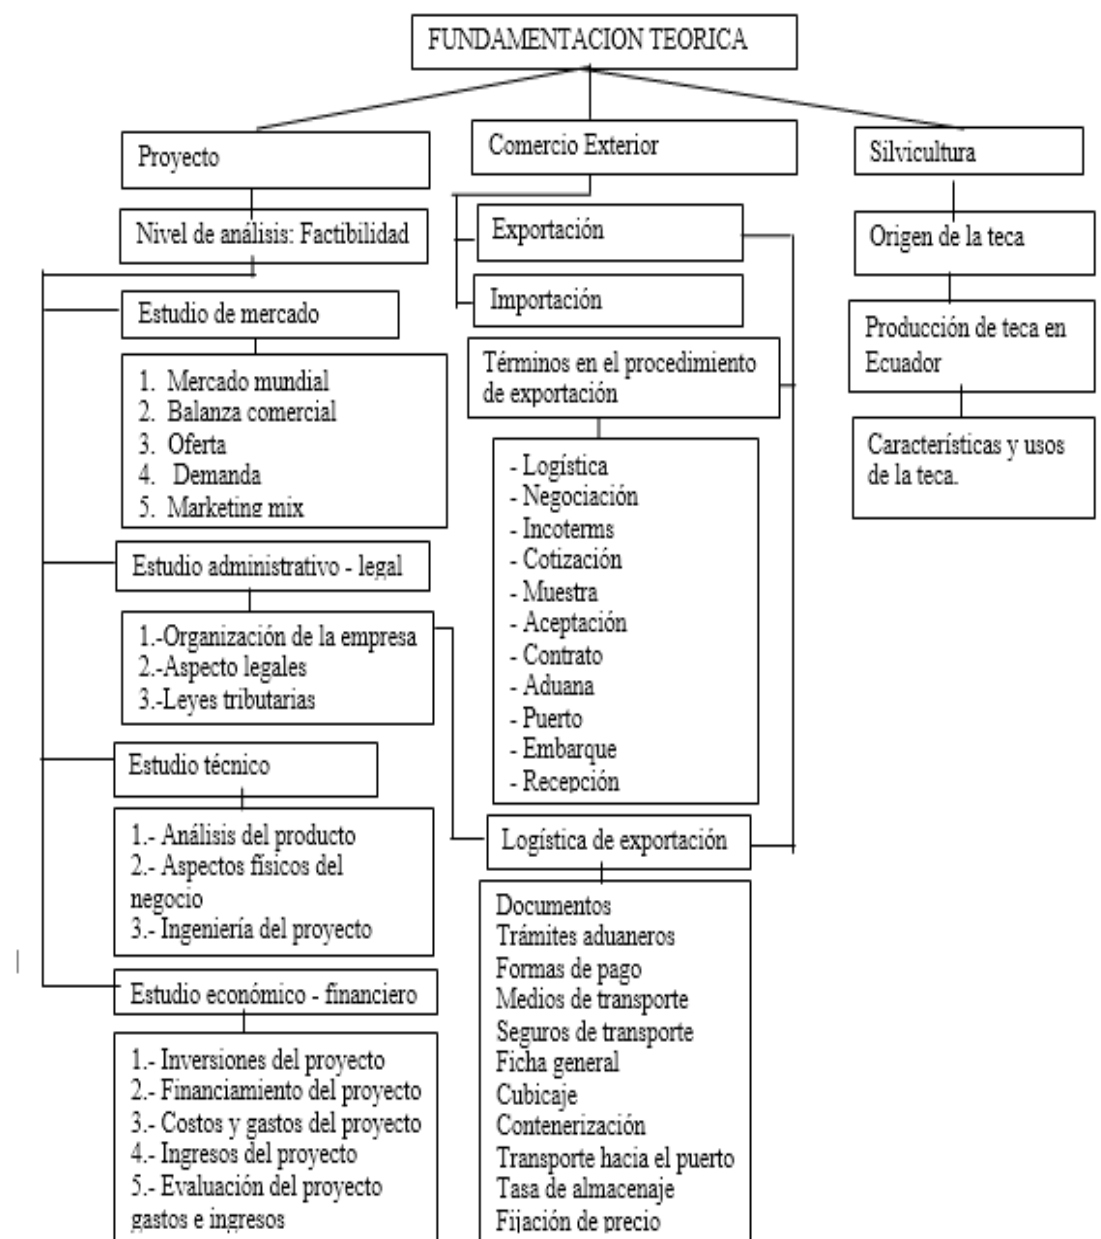 FUNDAMENTACION TEORICA
Proyecto
Nivel de análisis: Factibilidad
Estudio de mercado
1. Mercado mundial
2. Balanza comercial
3. Oferta
4. Demanda
5. Marketing mix
Estudio administrativo - legal
1.-Organización de la empresa
2.-Aspecto legales
3.-Leyes tributarias
Estudio técnico
1.- Análisis del producto
2.- Aspectos físicos del
negocio
3.- Ingeniería del proyecto
Estudio económico - financiero
1.- Inversiones del proyecto
2.- Financiamiento del proyecto
3.- Costos y gastos del proyecto
4.- Ingresos del proyecto
5.- Evaluación del proyecto
gastos e ingresos
Comercio Exterior
Exportación
Importación
Términos en el procedimiento
de exportación
- Logística
- Negociación
- Incoterms
- Cotización
- Muestra
- Aceptación
- Contrato
- Aduana
- Puerto
- Embarque
- Recepción
Logística de exportación
Documentos
Trámites aduaneros
Formas de pago
Medios de transporte
Seguros de transporte
Ficha general
Cubicaje
Contenerización
Transporte hacia el puerto
Tasa de almacenaje
Fijación de precio
Silvicultura
Origen de la teca
Producción de teca en
Ecuador
Características y usos
de la teca.